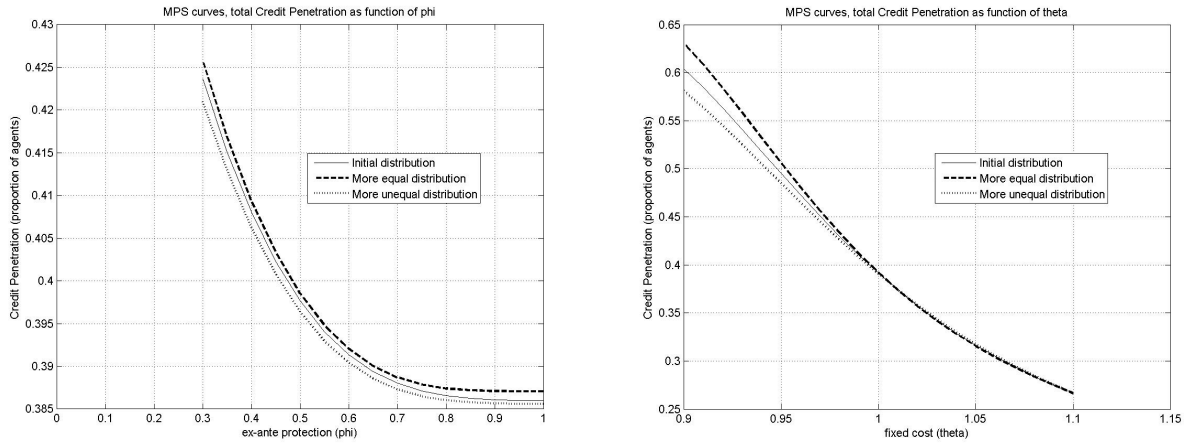 MPS curves, total Credit Penetration as function of phi
0.43
0.425
0.42
0.415
0.41
0.405
0.4
0.395
0.39
0.385
Credit Penetration (proportion of agents)
Initial distribution
More equal distribution
More unequal distribution
0 0.1 0.2 0.3 0.4 0.5 0.6 0.7 0.8 0.9 1
ex-ante protection (phi)
MPS curves, total Credit Penetration as function of theta
0.65
0.6
0.55
0.5
0.45
0.4
0.35
0.3
0.25
Credit Penetration (proportion of agents)
Initial distribution
More equal distribution
More unequal distribution
0.9 0.95 1 1.05 1.1 1.15
fixed cost (theta)